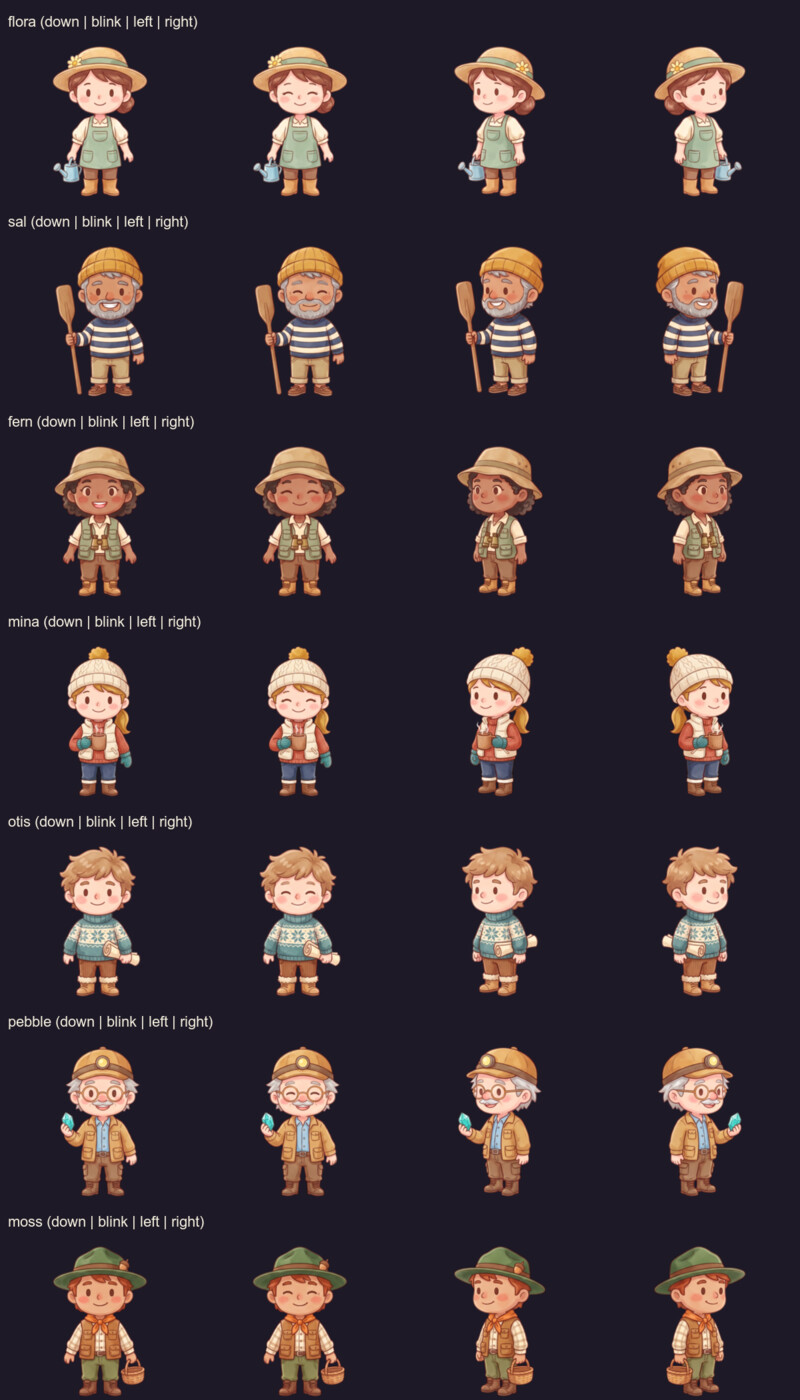 flora (down | blink | left | right)
sal (down | blink | left | right)
fern (down | blink | left | right)
mina (down | blink | left | right)
otis (down | blink | left | right)
pebble (down | blink | left | right)
moss (down | blink | left | right)